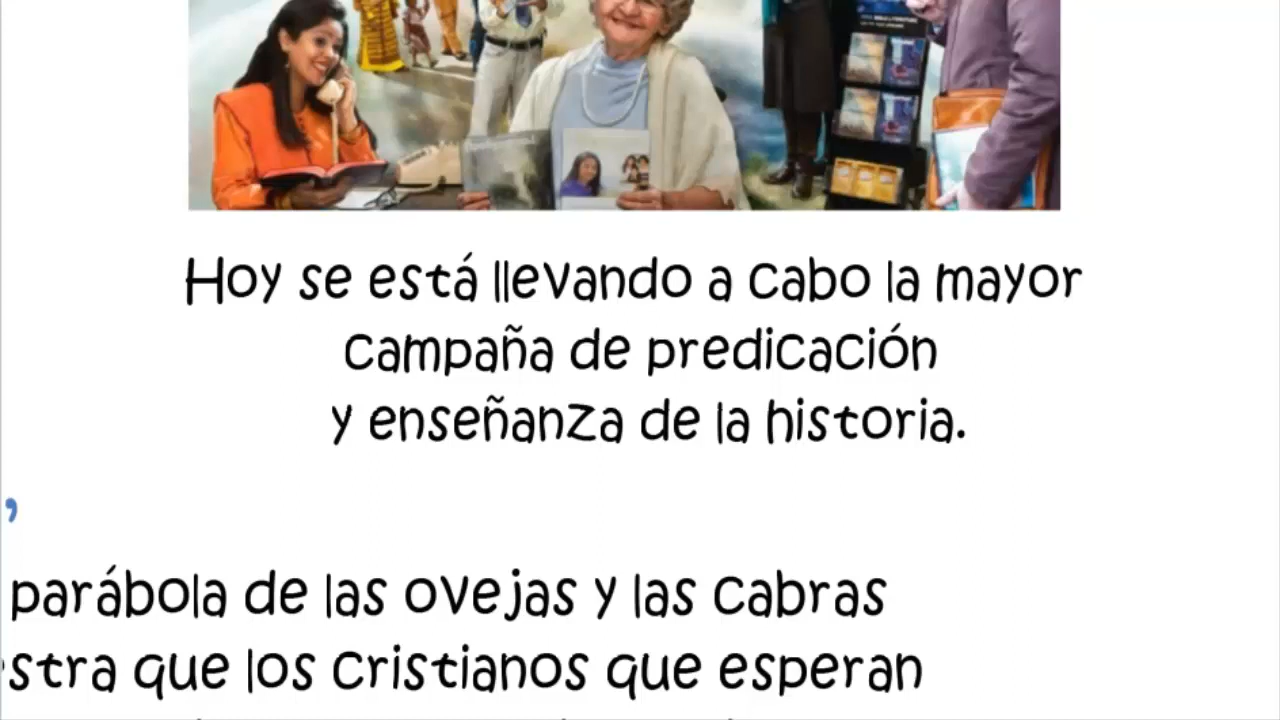 Hoy se está llevando a cabo la mayor
campaña de predicación
y enseñanza de la historia.
,
parábola de las ovejas y las cabras
stra que los cristianos que esperan